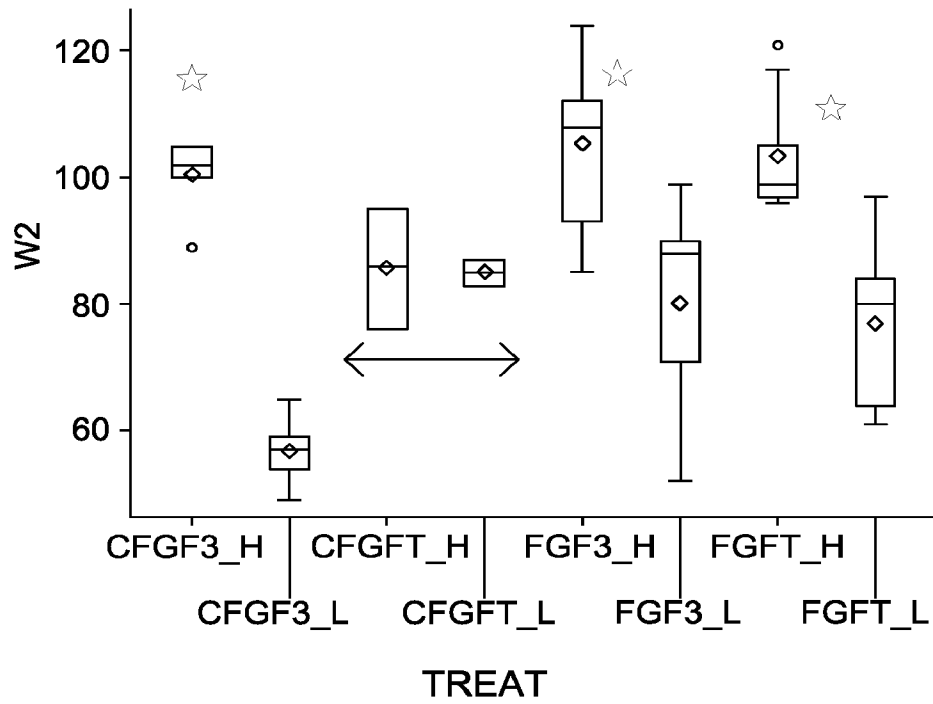 120
100
80
60
W2
CFGF3_H CFGFT_H FGF3_H FGFT_H
CFGF3_L CFGFT_L FGF3_L FGFT_L
TREAT